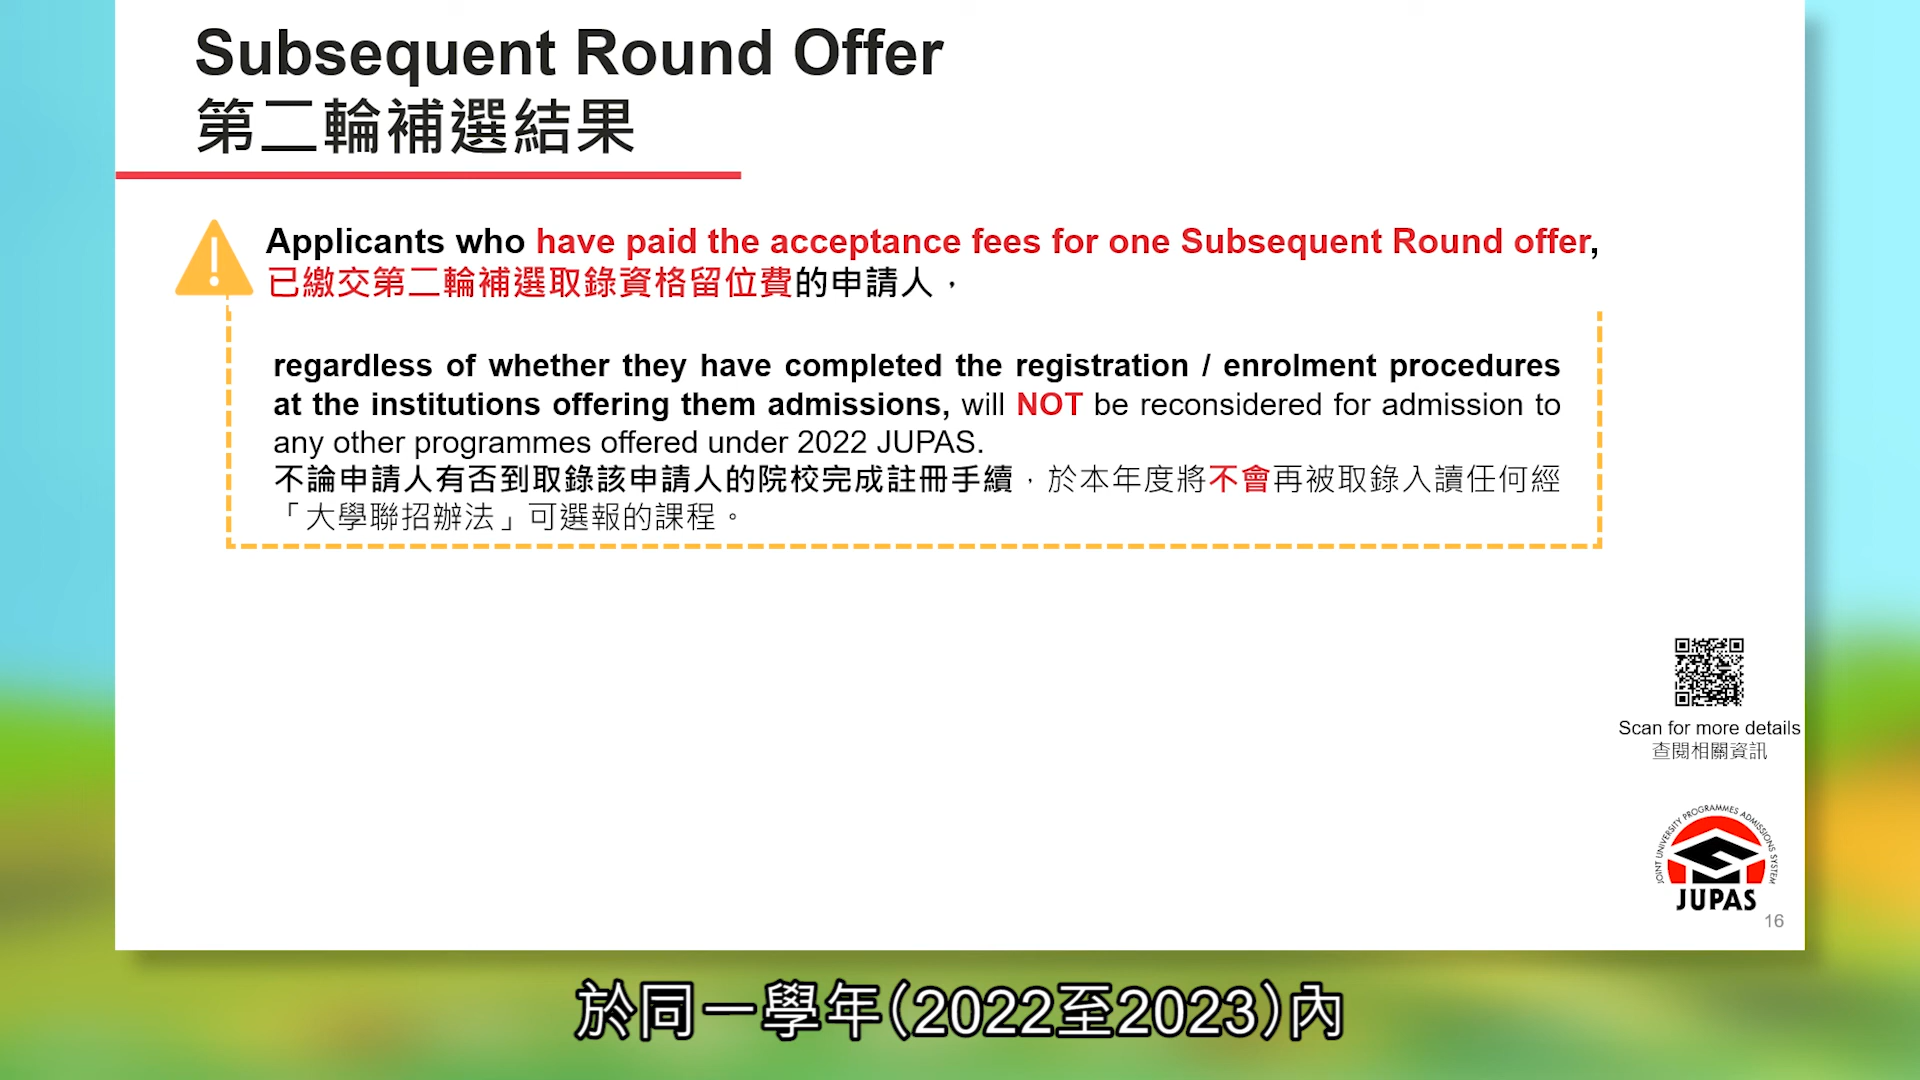 Subsequent Round Offer
第二輪補選結果
Applicants who have paid the acceptance fees for one Subsequent Round offer,
已繳交第二輪補選取錄資格留位費的申請人，
regardless of whether they have completed the registration / enrolment procedures
at the institutions offering them admissions, will NOT be reconsidered for admission to
any other programmes offered under 2022 JUPAS.
不論申請人有否到取錄該申請人的院校完成註冊手續，於本年度將不會再被取錄入讀任何經
「大學聯招辦法」可選報的課程。
Scan for more details
查閱相關資訊
JOINT UNIVERSITY PROGRAMMES ADMISSIONS SYSTEM
JUPAS
16
於同一學年(2022至2023)內